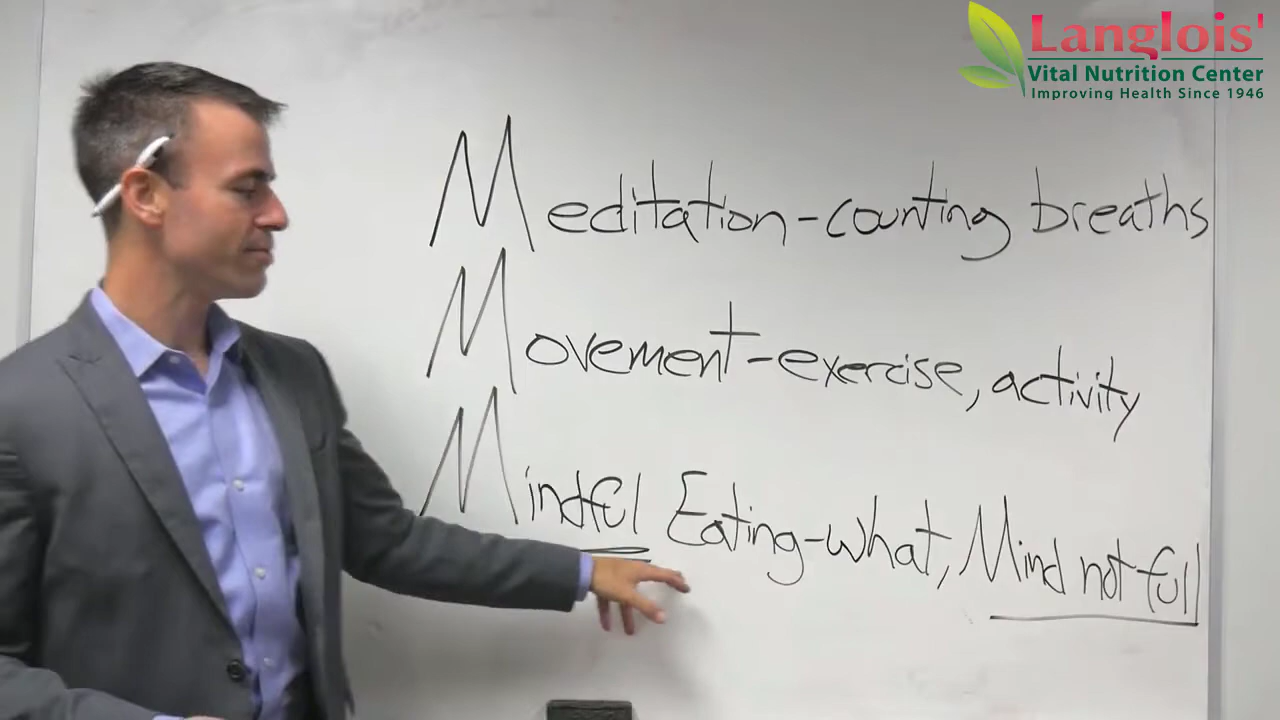 Langlois'
Vital Nutrition Center
Improving Health Since 1946
Meditation-counting breaths
Movement-exercise, activity
Mindful Eating-what, Mind not full